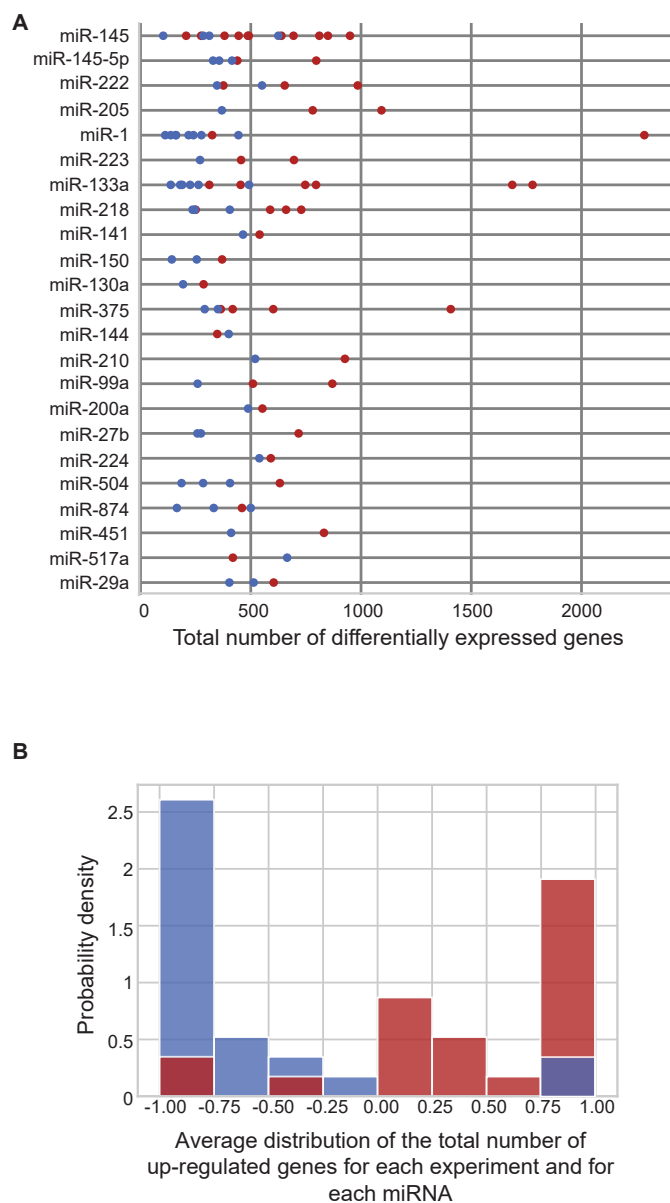 A
miR-145
miR-145-5p
miR-222
miR-205
miR-1
miR-223
miR-133a
miR-218
miR-141
miR-150
miR-130a
miR-375
miR-144
miR-210
miR-99a
miR-200a
miR-27b
miR-224
miR-504
miR-874
miR-451
miR-517a
miR-29a
0 500 1000 1500 2000
Total number of differentially expressed genes
B
Probability density
2.5
2
1.5
1
0.5
0
-1.00 -0.75 -0.50 -0.25 0.00 0.25 0.50 0.75 1.00
Average distribution of the total number of
up-regulated genes for each experiment and for
each miRNA